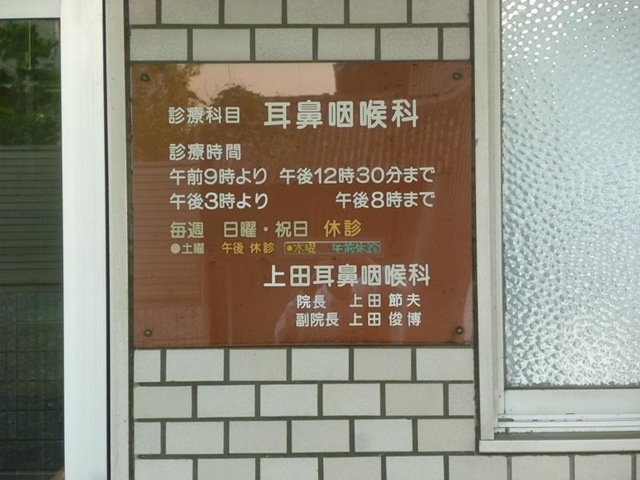 診療科目 耳鼻咽喉科
診療時間
午前9時より 午後12時30分まで
午後3時より 午後8時まで
毎週 日曜・祝日 休診
●土曜 午後 休診 ●水曜 午前休診
上田耳鼻咽喉科
院長 上田 節夫
副院長 上田 俊博